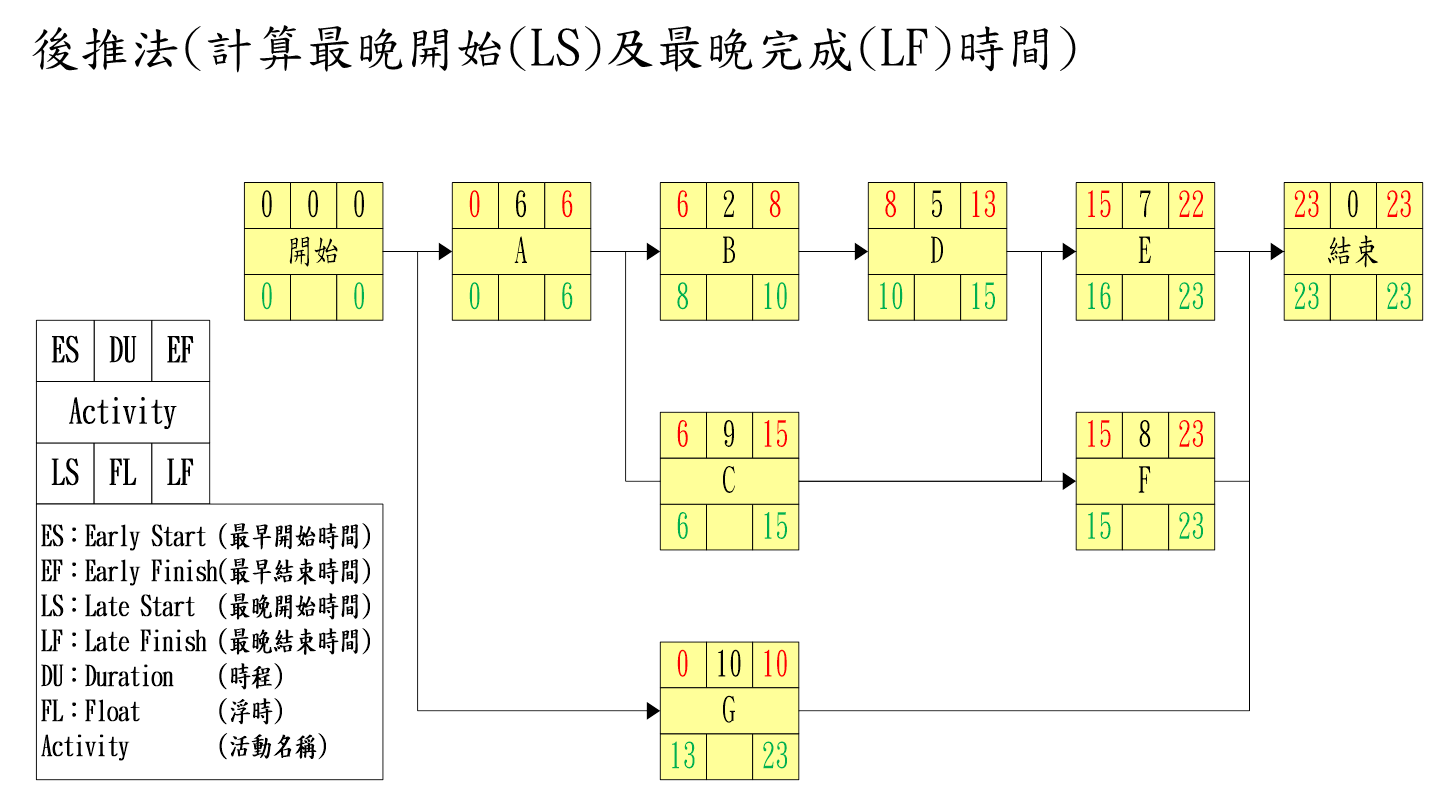 後推法(計算最晚開始(LS)及最晚完成(LF)時間)
0 0 0
開始
0 0
0 6 6
A
0 6
6 2 8
B
8 10
8 5 13
D
10 15
15 7 22
E
16 23
23 0 23
結束
23 23
ES DU EF
Activity
LS FL LF
6 9 15
C
6 15
15 8 23
F
15 23
ES:Early Start (最早開始時間)
EF:Early Finish(最早結束時間)
LS:Late Start (最晚開始時間)
LF:Late Finish (最晚結束時間)
DU:Duration (時程)
FL:Float (浮時)
Activity (活動名稱)
0 10 10
G
13 23